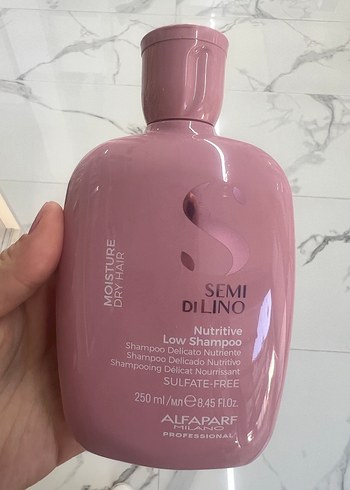 MOISTURE
DRY HAIR
SEMI
DI LINO
Nutritive
Low Shampoo
Shampoo Delicato Nutriente
Shampoo Delicado Nutritivo
Shampooing Délicat Nourrissant
SULFATE-FREE
250 ml/мл ℮ 8.45 Fl.Oz.
ALFAPARF
MILANO
PROFESSIONAL